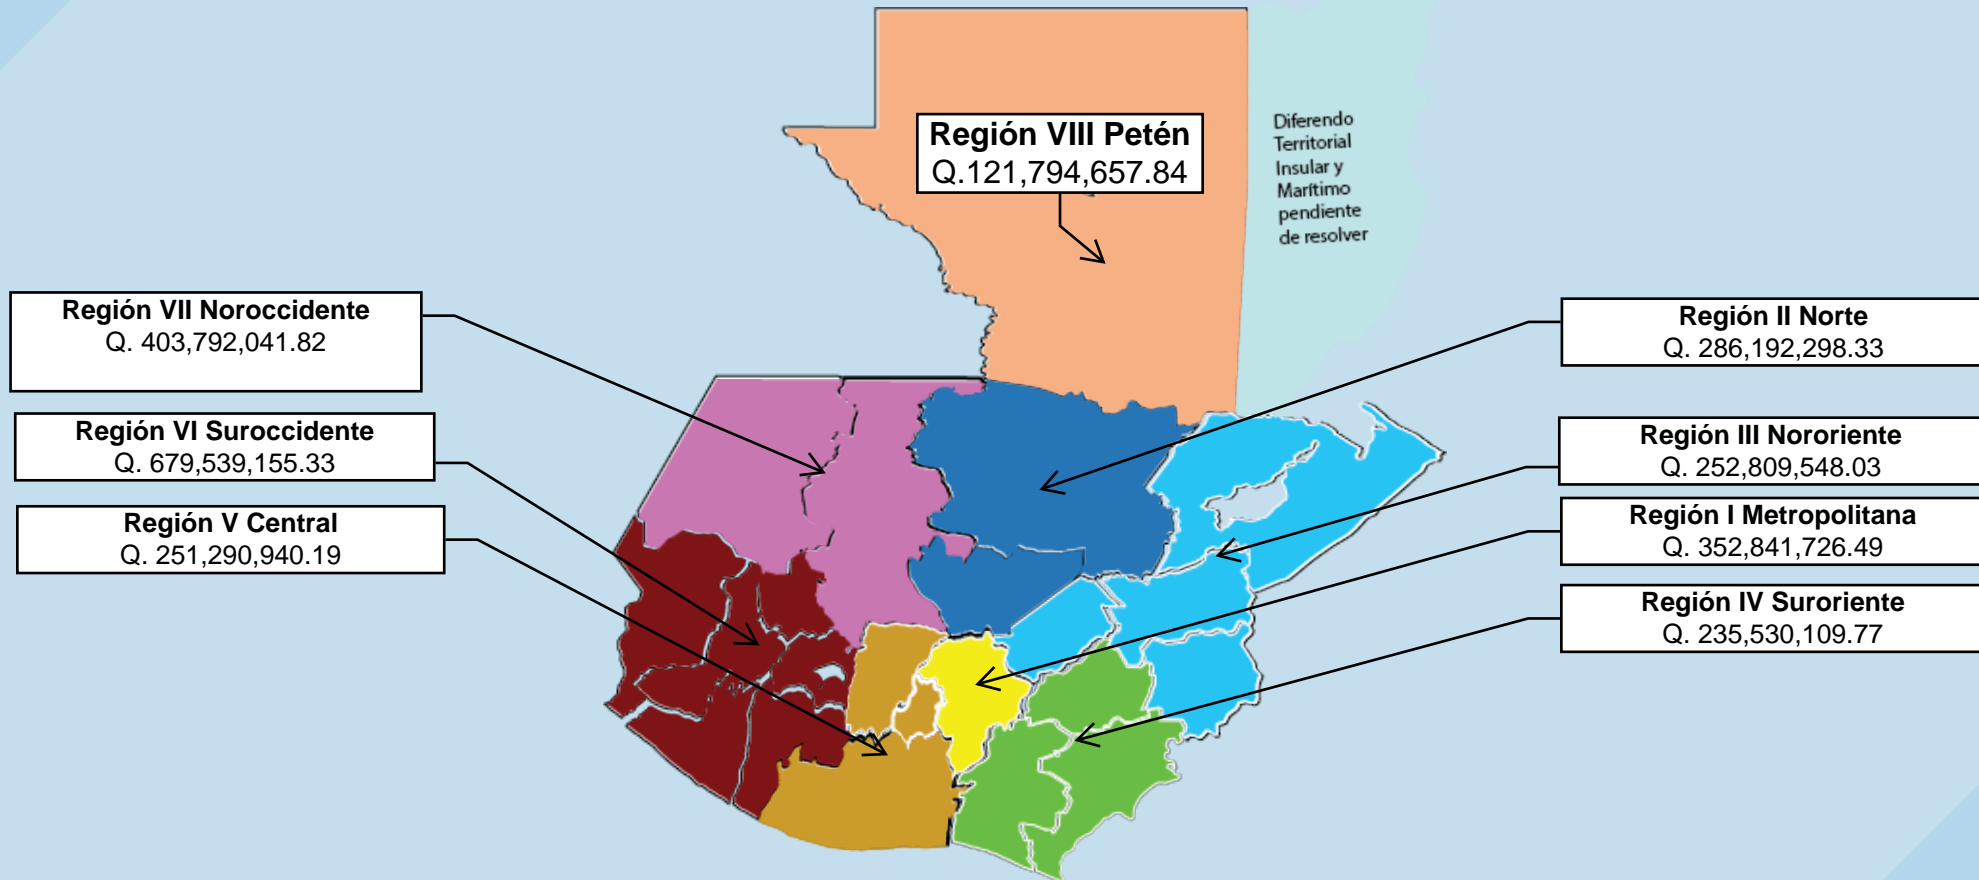 Región VIII Petén
Q.121,794,657.84
Diferendo
Territorial
Insular y
Marítimo
pendiente
de resolver
Región VII Noroccidente
Q. 403,792,041.82
Región VI Suroccidente
Q. 679,539,155.33
Región V Central
Q. 251,290,940.19
Región II Norte
Q. 286,192,298.33
Región III Nororiente
Q. 252,809,548.03
Región I Metropolitana
Q. 352,841,726.49
Región IV Suroriente
Q. 235,530,109.77